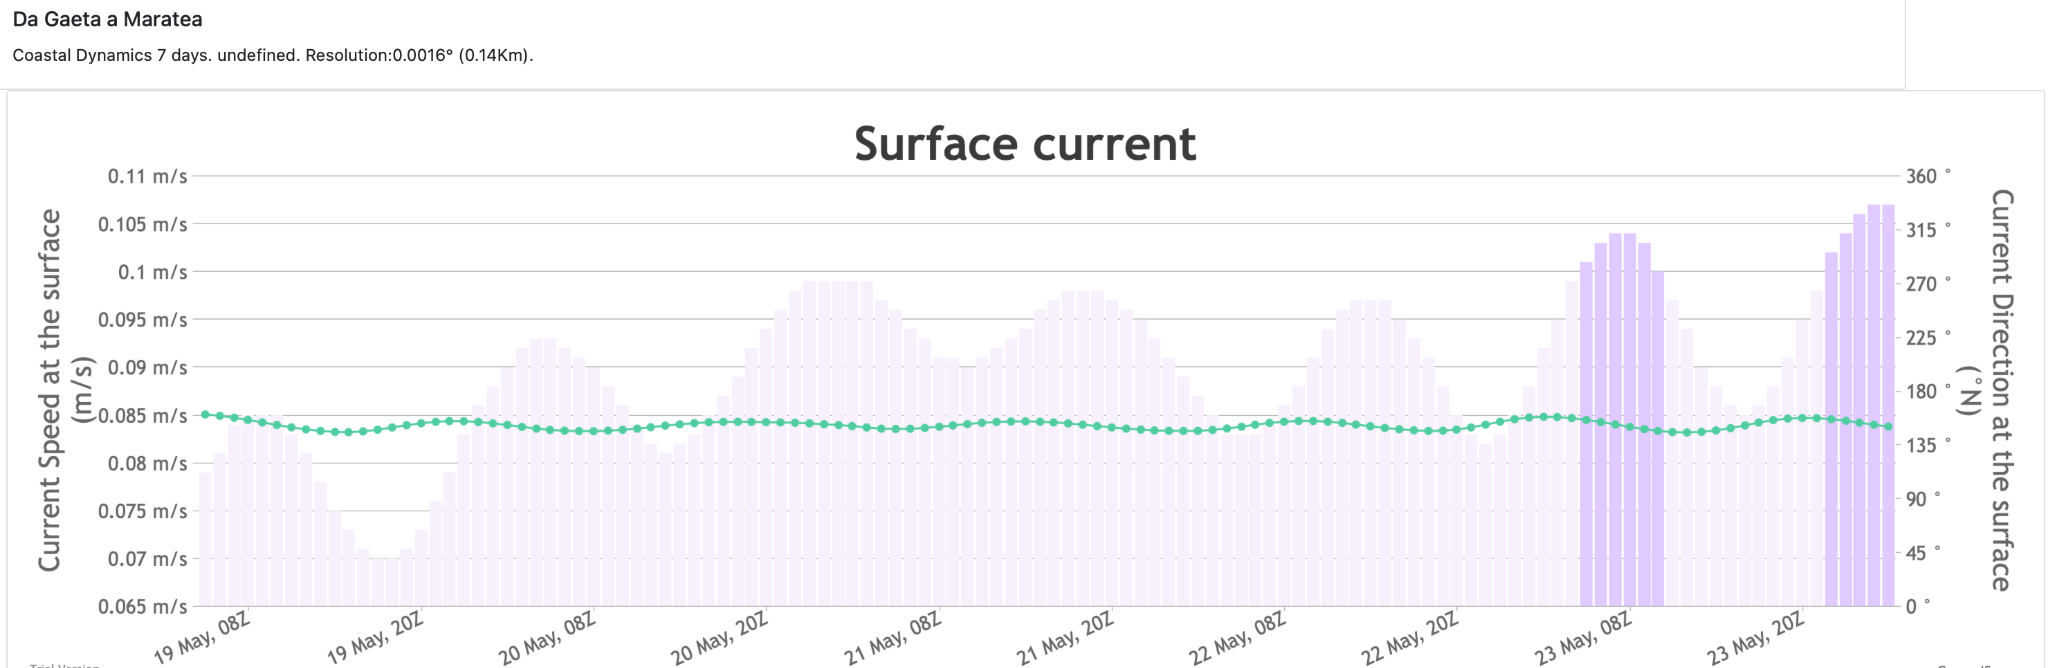 Da Gaeta a Maratea
Coastal Dynamics 7 days. undefined. Resolution:0.0016° (0.14Km).
Surface current
Current Speed at the surface
(m/s)
0.11 m/s
0.105 m/s
0.1 m/s
0.095 m/s
0.09 m/s
0.085 m/s
0.08 m/s
0.075 m/s
0.07 m/s
0.065 m/s
360 °
315 °
270 °
225 °
180 °
135 °
90 °
45 °
0 °
Current Direction at the surface
(°N)
19 May, 08Z
19 May, 20Z
20 May, 08Z
20 May, 20Z
21 May, 08Z
21 May, 20Z
22 May, 08Z
22 May, 20Z
23 May, 08Z
23 May, 20Z
Trial Version